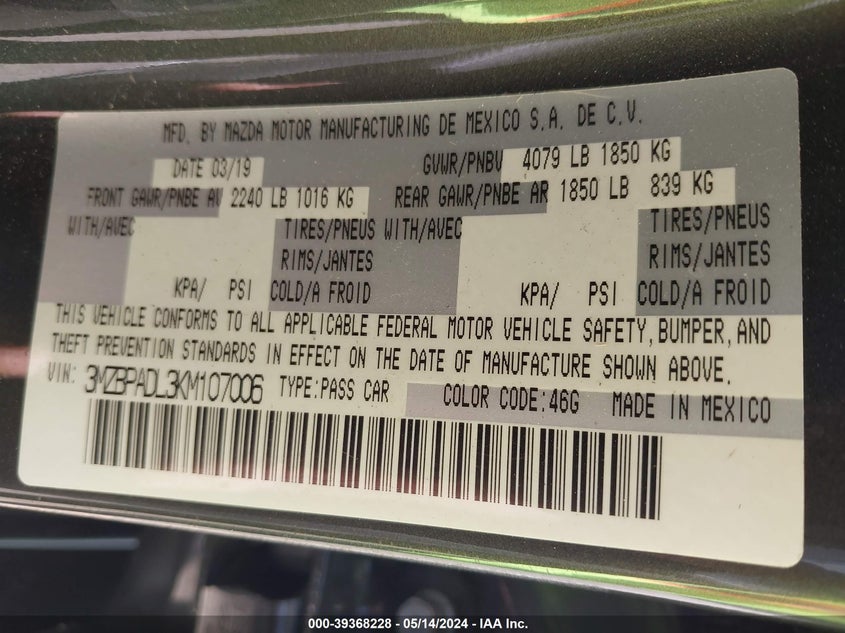 MFD. BY MAZDA MOTOR MANUFACTURING DE MEXICO S.A. DE C.V.
DATE 03/19 GVWR/PNBV 4079 LB 1850 KG
FRONT GAWR/PNBE AV 2240 LB 1016 KG REAR GAWR/PNBE AR 1850 LB 839 KG
WITH/AVEC TIRES/PNEUS WITH/AVEC TIRES/PNEUS
RIMS/JANTES RIMS/JANTES
KPA/ PSI COLD/A FROID KPA/ PSI COLD/A FROID
THIS VEHICLE CONFORMS TO ALL APPLICABLE FEDERAL MOTOR VEHICLE SAFETY, BUMPER, AND
THEFT PREVENTION STANDARDS IN EFFECT ON THE DATE OF MANUFACTURE SHOWN ABOVE.
VIN: 3MZBPADL3KM107006 TYPE:PASS CAR COLOR CODE:46G MADE IN MEXICO
000-39368228 - 05/14/2024 - IAA Inc.